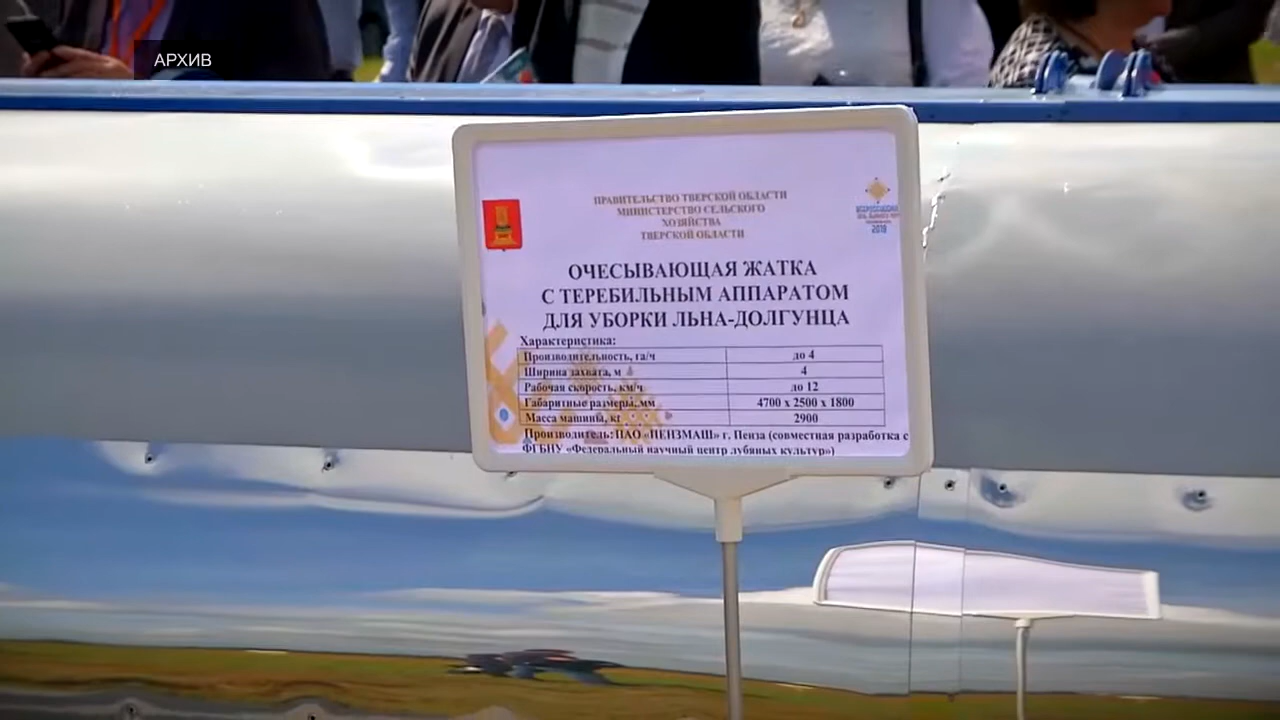 АРХИВ
ПРАВИТЕЛЬСТВО ТВЕРСКОЙ ОБЛАСТИ
МИНИСТЕРСТВО СЕЛЬСКОГО
ХОЗЯЙСТВА
ТВЕРСКОЙ ОБЛАСТИ
2019
ОЧЕСЫВАЮЩАЯ ЖАТКА
С ТЕРЕБИЛЬНЫМ АППАРАТОМ
ДЛЯ УБОРКИ ЛЬНА-ДОЛГУНЦА
Характеристика:
Производительность, га/ч до 4
Ширина захвата, м 4
Рабочая скорость, км/ч до 12
Габаритные размеры, мм 4700 х 2500 х 1800
Масса машины, кг 2900
Производитель: ПАО «ПЕНЗМАШ» г. Пенза (совместная разработка с
ФГБНУ «Федеральный научный центр лубяных культур»)